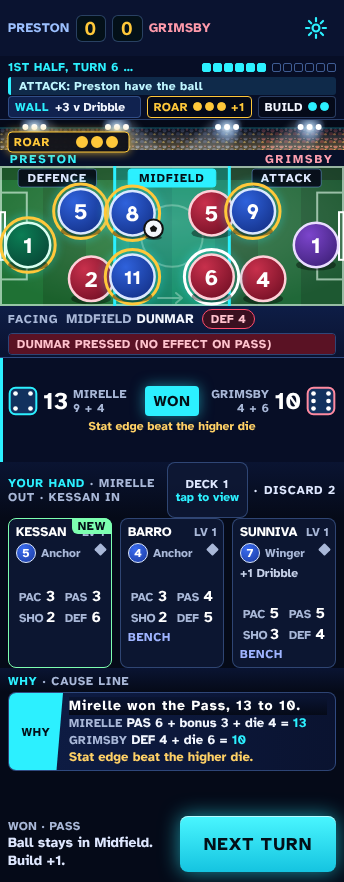 PRESTON 0 0 GRIMSBY
1ST HALF, TURN 6 ...
ATTACK: Preston have the ball
WALL +3 v Dribble
ROAR +1
BUILD
ROAR
PRESTON
GRIMSBY
DEFENCE
MIDFIELD
ATTACK
5
8
5
9
1
1
2
11
6
4
FACING MIDFIELD DUNMAR DEF 4
DUNMAR PRESSED (NO EFFECT ON PASS)
13 MIRELLE 9 + 4
WON
GRIMSBY 4 + 6 10
Stat edge beat the higher die
YOUR HAND · MIRELLE OUT · KESSAN IN
DECK 1
tap to view
· DISCARD 2
NEW
KESSAN
5 Anchor
PAC 3 PAS 3
SHO 2 DEF 6
BARRO LV 1
4 Anchor
PAC 3 PAS 4
SHO 2 DEF 5
BENCH
SUNNIVA LV 1
7 Winger
+1 Dribble
PAC 5 PAS 5
SHO 3 DEF 4
BENCH
WHY · CAUSE LINE
WHY
Mirelle won the Pass, 13 to 10.
MIRELLE PAS 6 + bonus 3 + die 4 = 13
GRIMSBY DEF 4 + die 6 = 10
Stat edge beat the higher die.
WON · PASS
Ball stays in Midfield.
Build +1.
NEXT TURN